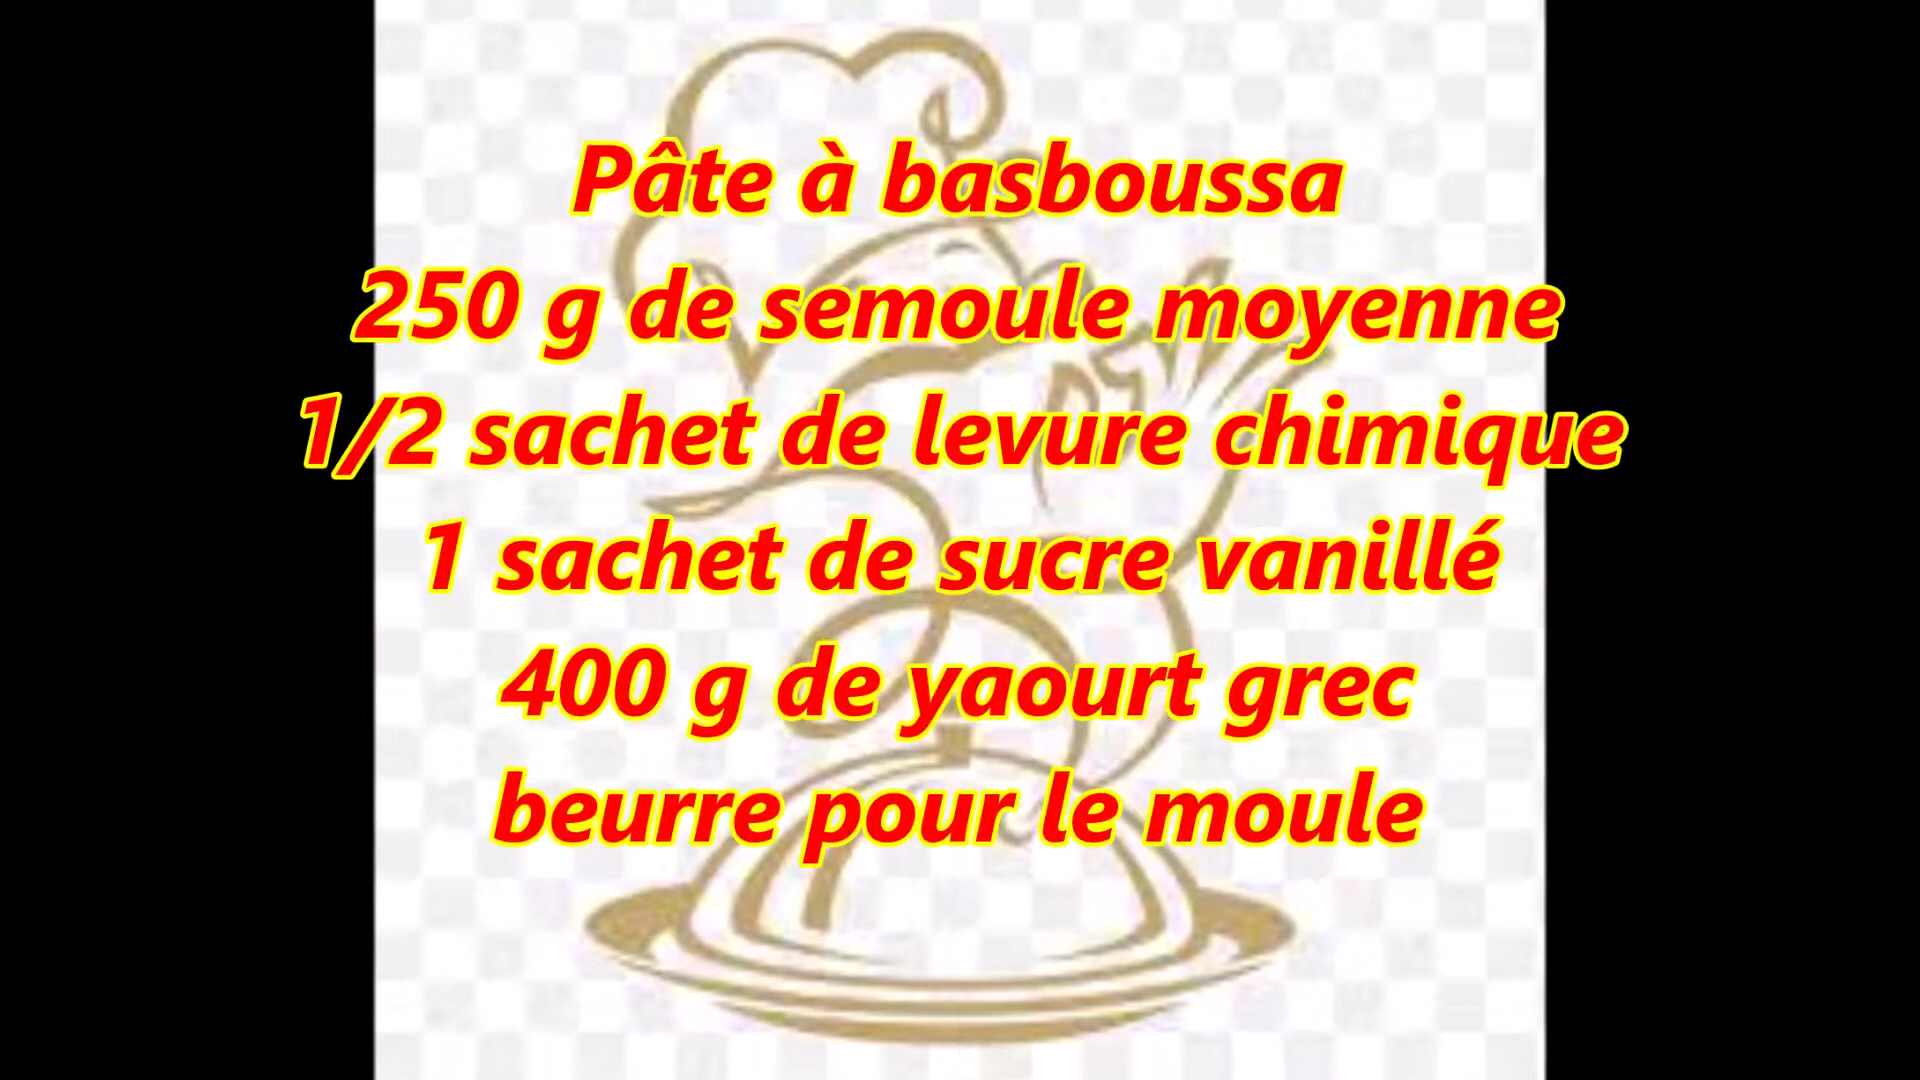 Pâte à basboussa
250 g de semoule moyenne
1/2 sachet de levure chimique
1 sachet de sucre vanillé
400 g de yaourt grec
beurre pour le moule